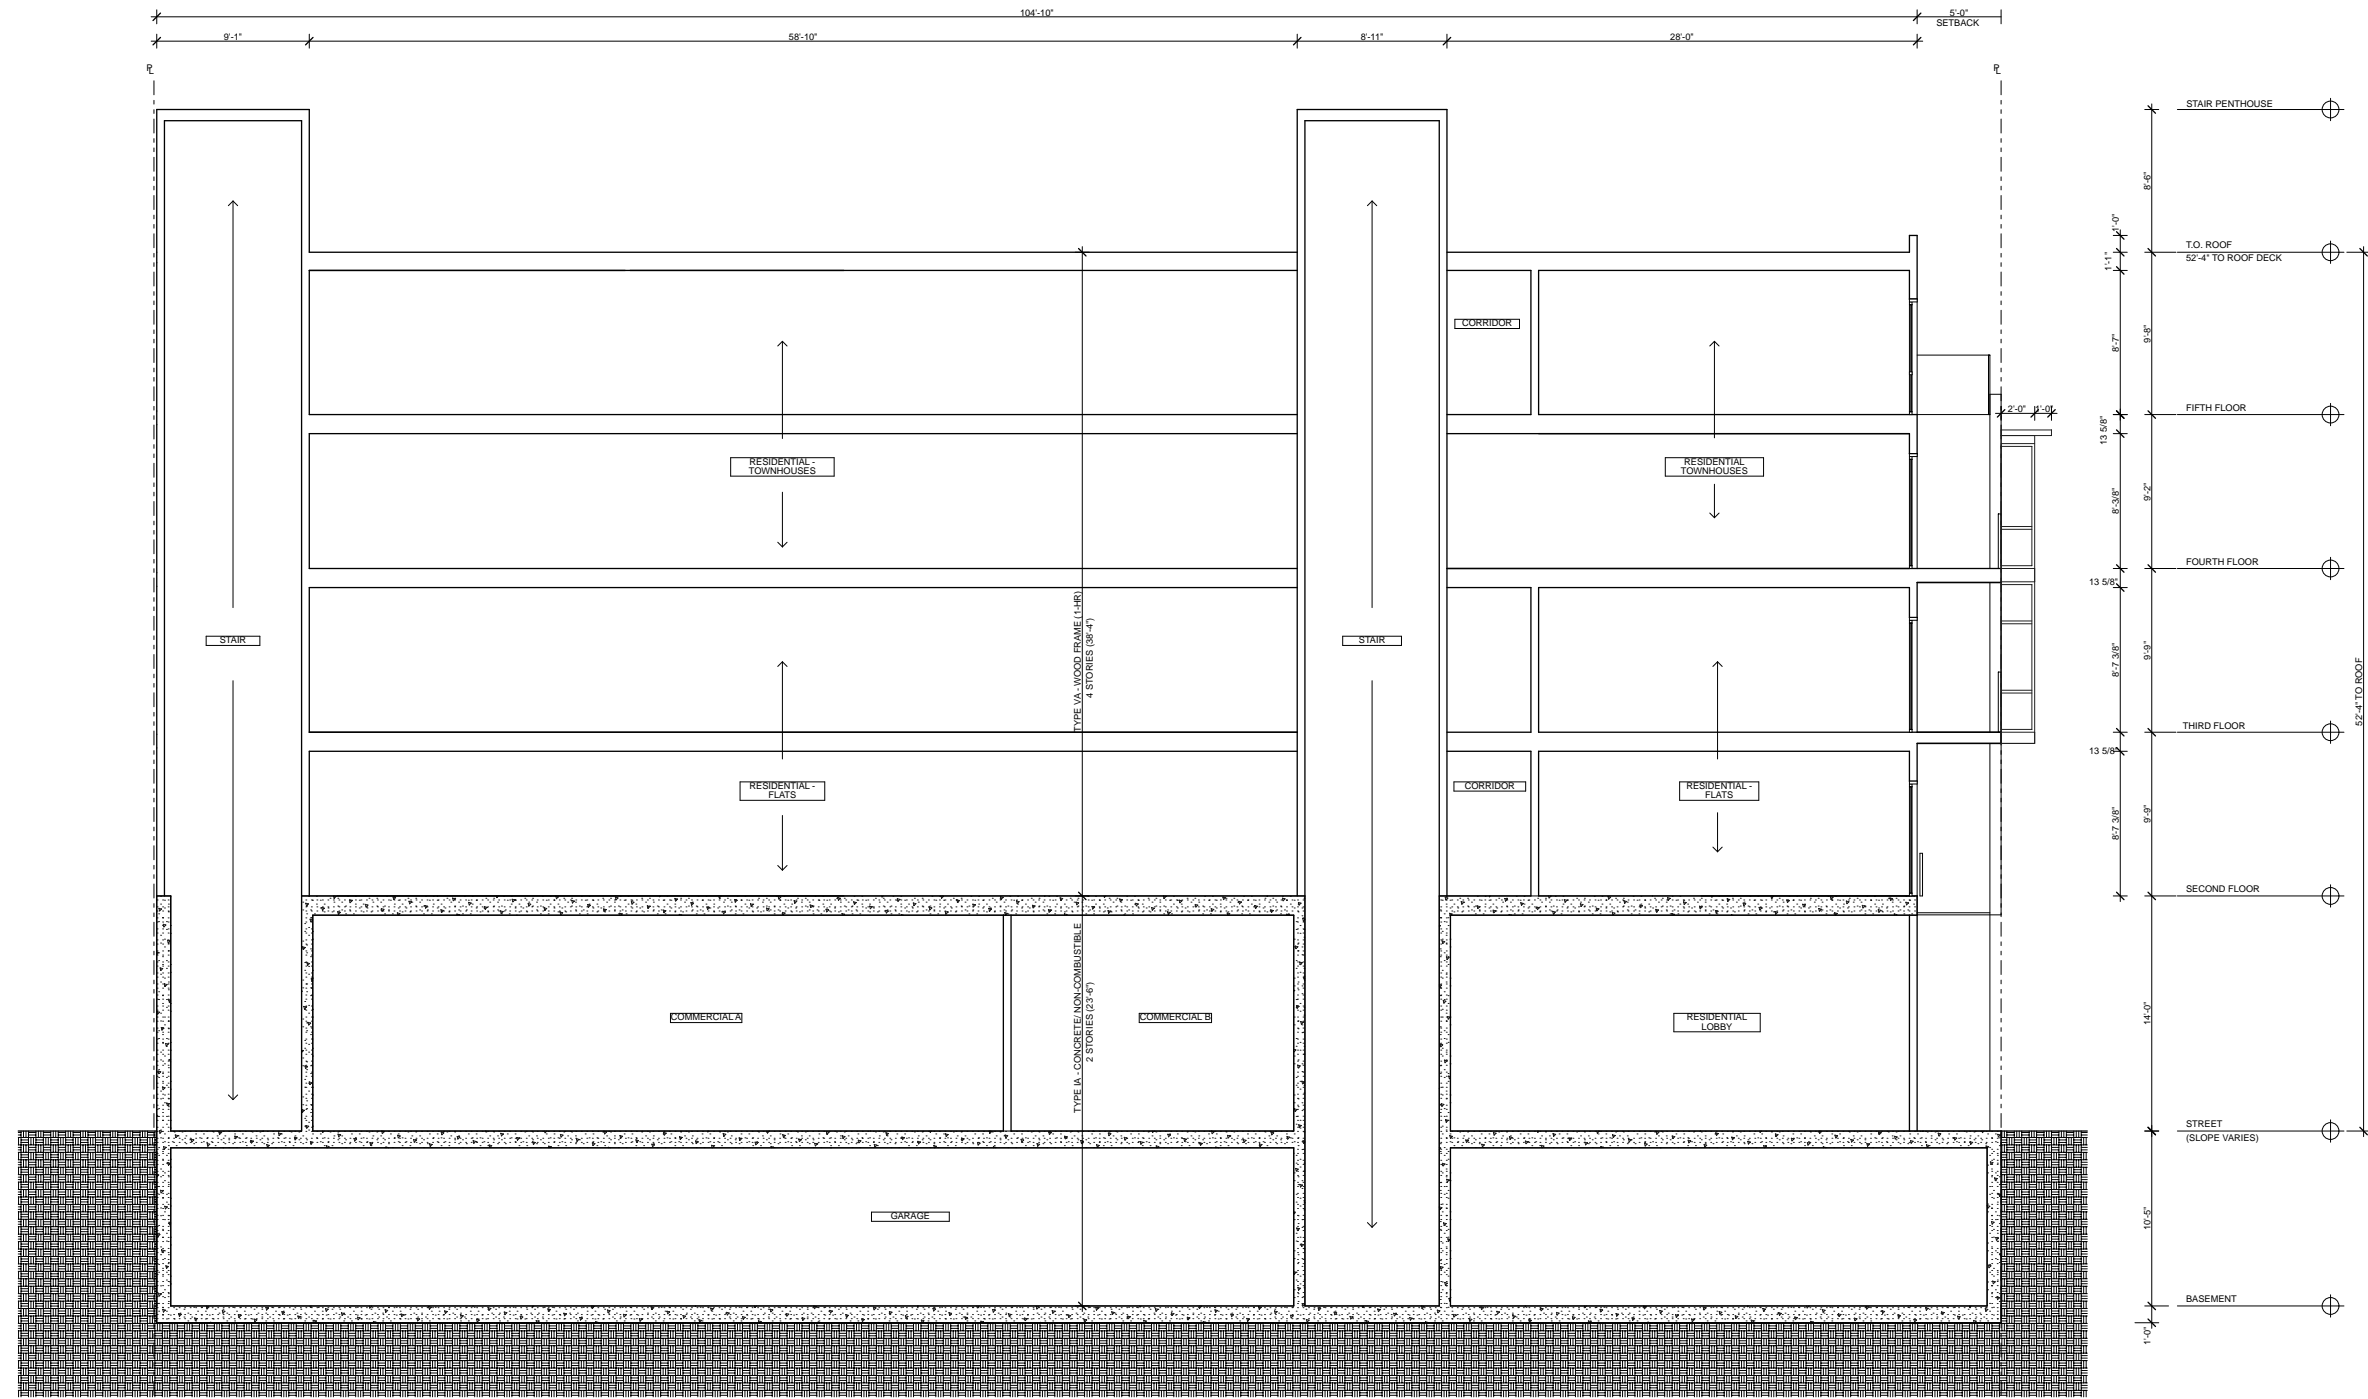 104'-10"
5'-0"
SETBACK
9'-1"
58'-10"
8'-11"
28'-0"
PL
PL
STAIR PENTHOUSE
8'-6"
1'-0"
T.O. ROOF
52'-4" TO ROOF DECK
1'-1"
CORRIDOR
8'-7"
9'-8"
2'-0"
1'-0"
FIFTH FLOOR
13 5/8"
RESIDENTIAL -
TOWNHOUSES
RESIDENTIAL
TOWNHOUSES
8'-3/8"
9'-2"
FOURTH FLOOR
13 5/8"
TYPE VA - WOOD FRAME (1-HR)
4 STORIES (38'-4")
STAIR
STAIR
8'-7 3/8"
9'-9"
52'-4" TO ROOF
THIRD FLOOR
13 5/8"
RESIDENTIAL -
FLATS
CORRIDOR
RESIDENTIAL -
FLATS
8'-7 3/8"
9'-9"
SECOND FLOOR
TYPE IA - CONCRETE/ NON-COMBUSTIBLE
2 STORIES (23'-6")
COMMERCIAL A
COMMERCIAL B
RESIDENTIAL
LOBBY
14'-0"
STREET
(SLOPE VARIES)
GARAGE
10'-5"
BASEMENT
1'-0"